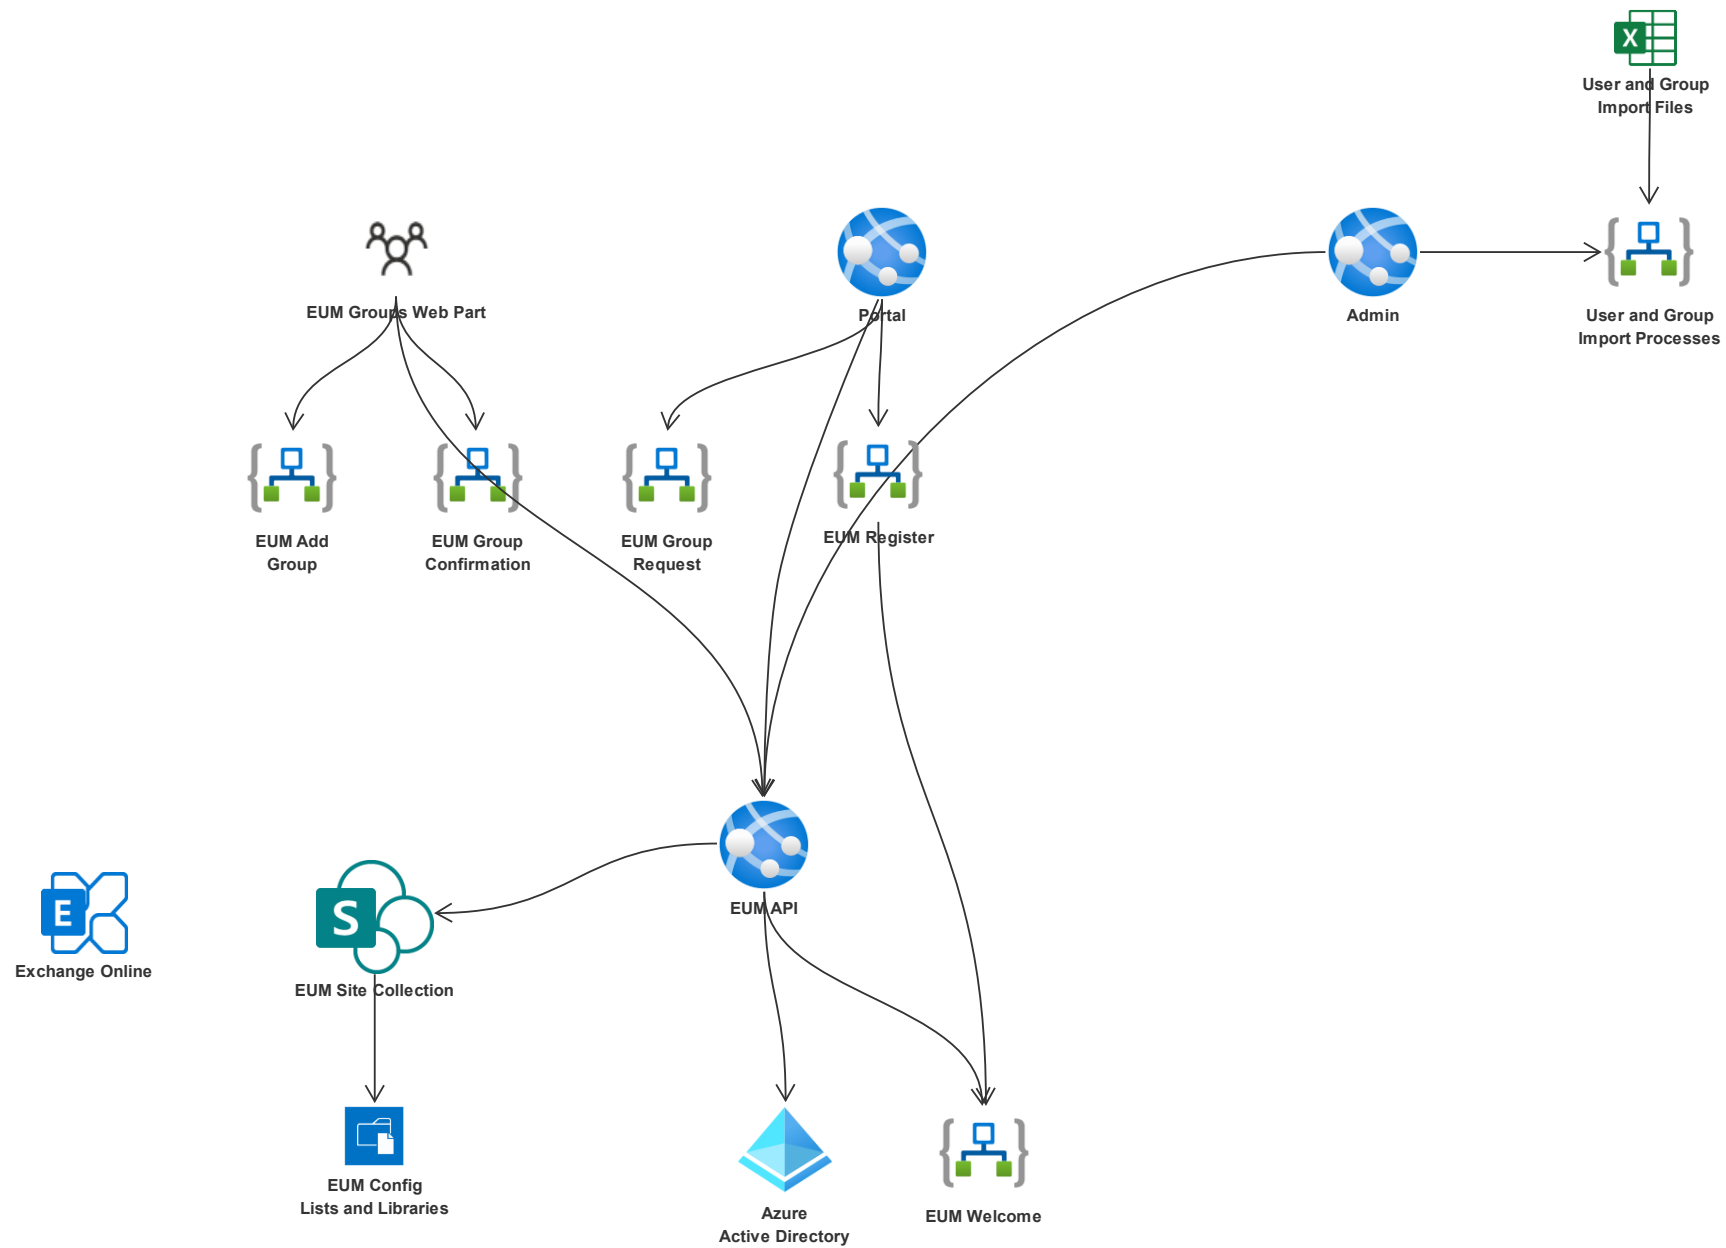 X
User and Group
Import Files
EUM Groups Web Part
Portal
Admin
User and Group
Import Processes
EUM Add
Group
EUM Group
Confirmation
EUM Group
Request
EUM Register
E
Exchange Online
S
EUM Site Collection
EUM API
EUM Config
Lists and Libraries
Azure
Active Directory
EUM Welcome